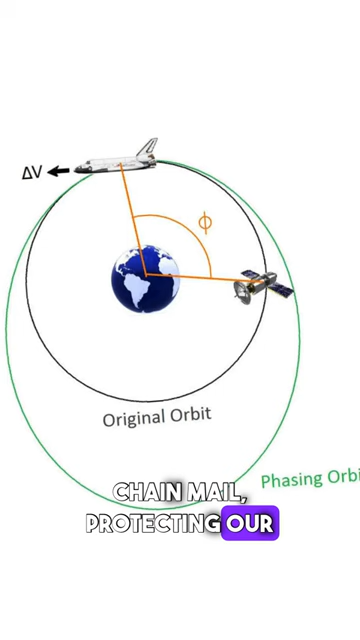 ΔV
ϕ
Original Orbit
Phasing Orbi
CHAIN MAIL,
PROTECTING OUR